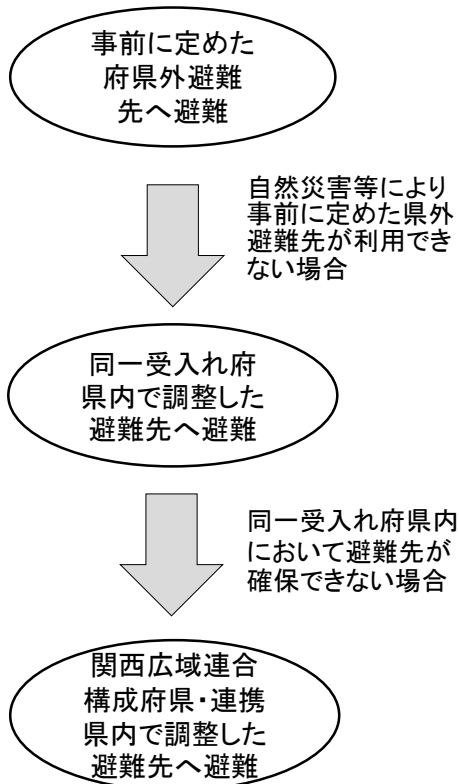 事前に定めた
府県外避難
先へ避難
自然災害等により
事前に定めた県外
避難先が利用でき
ない場合
同一受入れ府
県内で調整した
避難先へ避難
同一受入れ府県内
において避難先が
確保できない場合
関西広域連合
構成府県・連携
県内で調整した
避難先へ避難